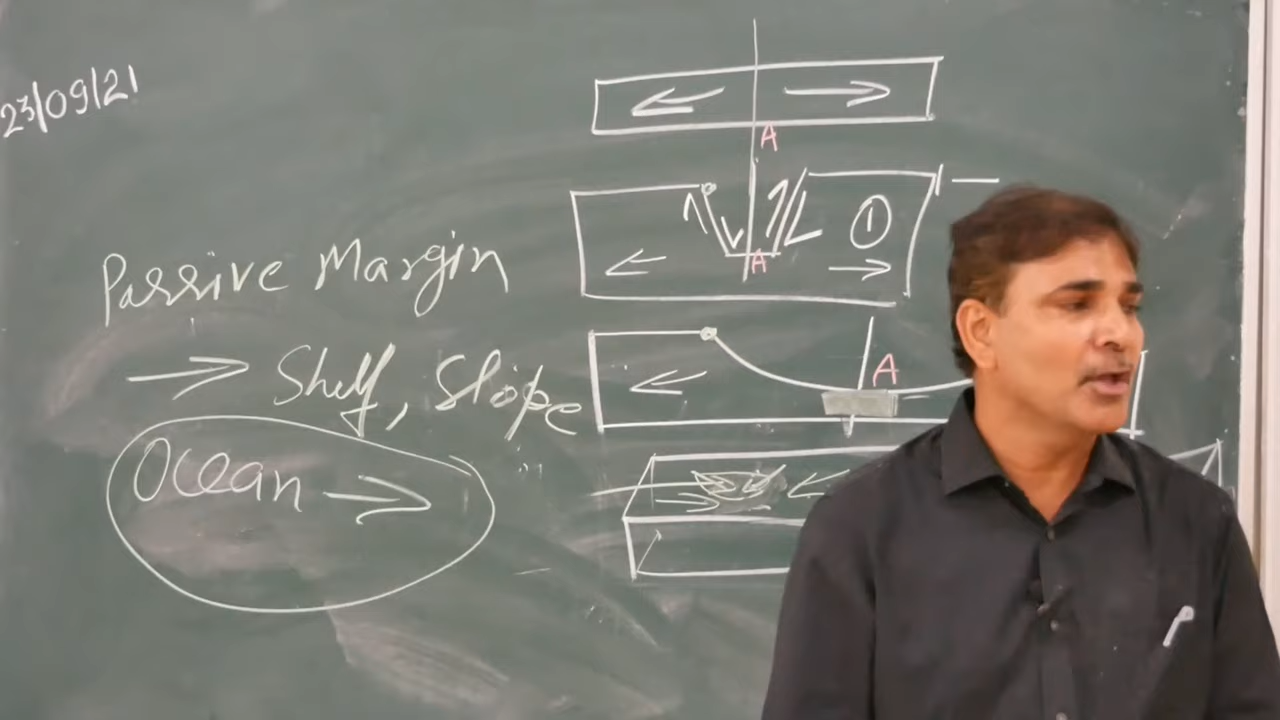 23/09/21
A
1
A
Passive Margin
A
→ Shelf, Slope
Ocean →